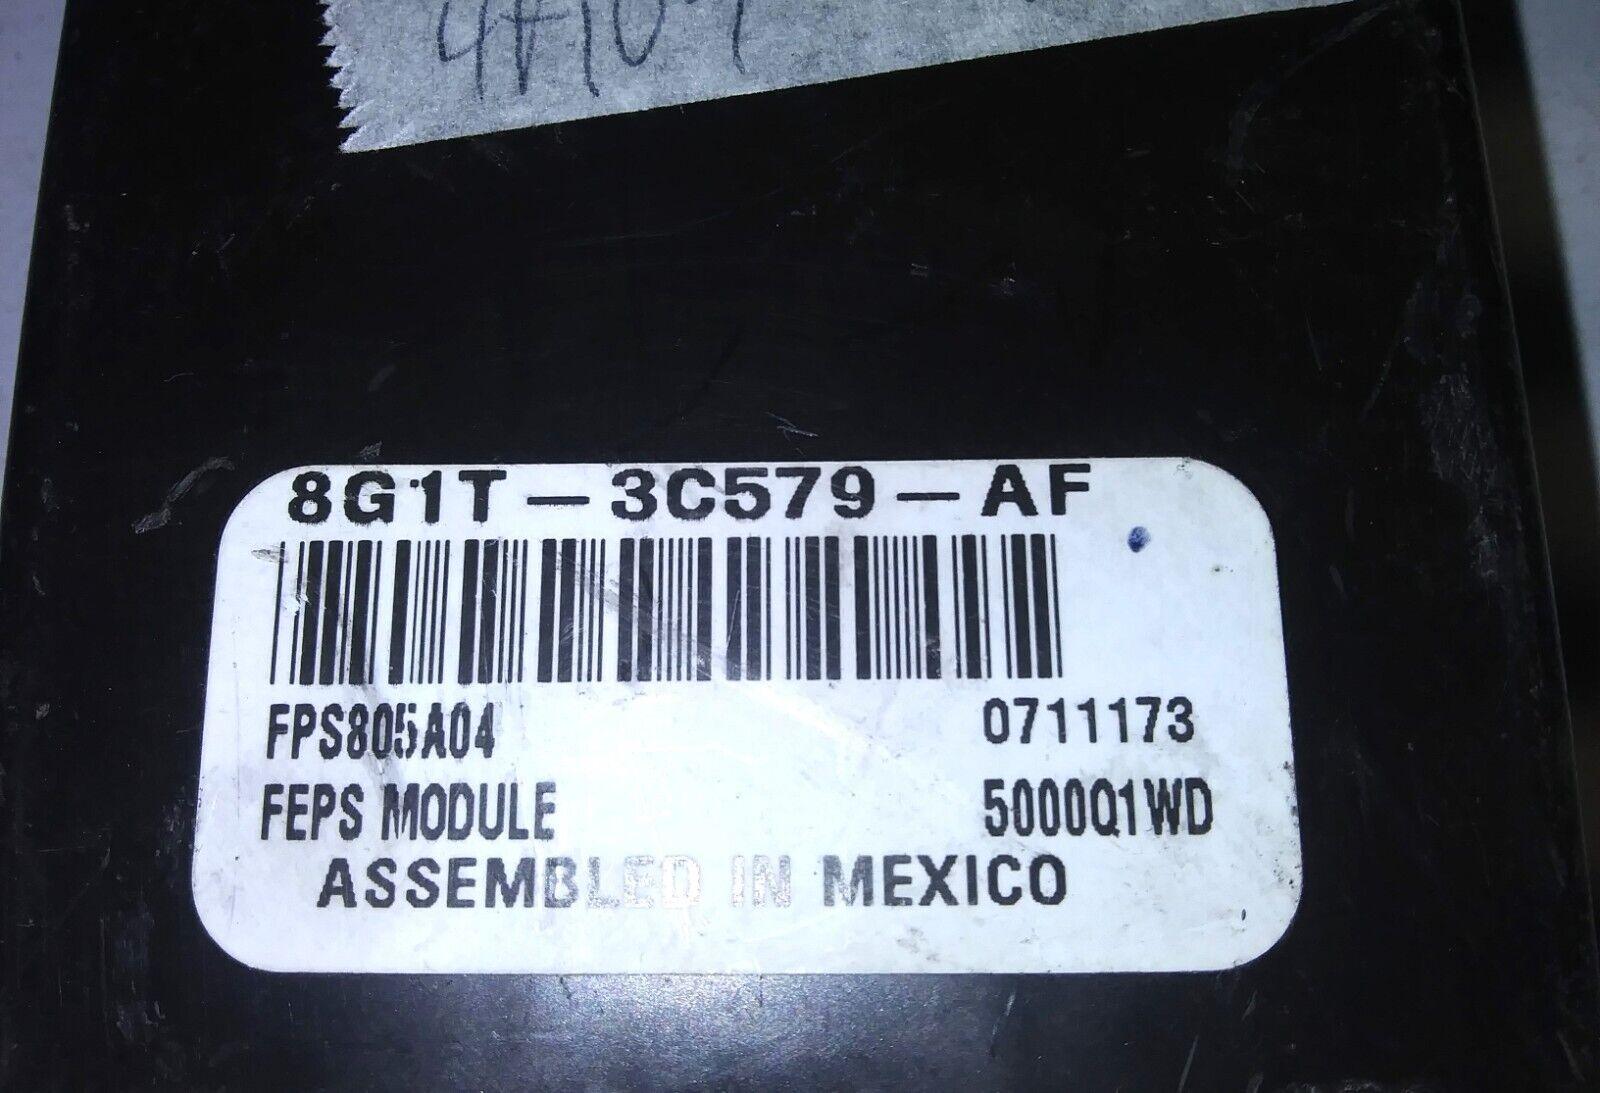 8G1T-3C579-AF
FPS805A04 0711173
FEPS MODULE 5000Q1WD
ASSEMBLED IN MEXICO